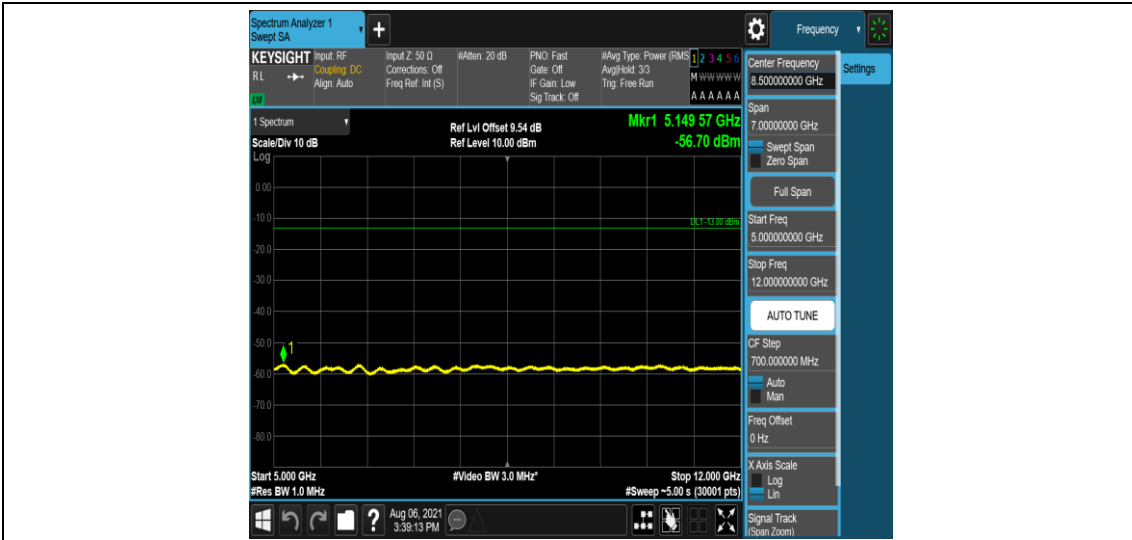 Spectrum Analyzer 1
Swept SA
+
Frequency
KEYSIGHT
RL
LXI
Input: RF
Coupling: DC
Align: Auto
Input Z: 50 Ω
Corrections: Off
Freq Ref: Int (S)
#Atten: 20 dB
PNO: Fast
Gate: Off
IF Gain: Low
Sig Track: Off
#Avg Type: Power (RMS
Avg|Hold: 3/3
Trig: Free Run
1 2 3 4 5 6
M W W W W W
A A A A A A
1 Spectrum
Scale/Div 10 dB
Log
Ref Lvl Offset 9.54 dB
Ref Level 10.00 dBm
Mkr1 5.149 57 GHz
-56.70 dBm
0.00
-10.0
DL1 -13.00 dBm
-20.0
-30.0
-40.0
-50.0
1
-60.0
-70.0
-80.0
Start 5.000 GHz
#Res BW 1.0 MHz
#Video BW 3.0 MHz*
Stop 12.000 GHz
#Sweep ~5.00 s (30001 pts)
?
Aug 06, 2021
3:39:13 PM
Center Frequency
8.500000000 GHz
Settings
Span
7.00000000 GHz
Swept Span
Zero Span
Full Span
Start Freq
5.000000000 GHz
Stop Freq
12.000000000 GHz
AUTO TUNE
CF Step
700.000000 MHz
Auto
Man
Freq Offset
0 Hz
X Axis Scale
Log
Lin
Signal Track
(Span Zoom)